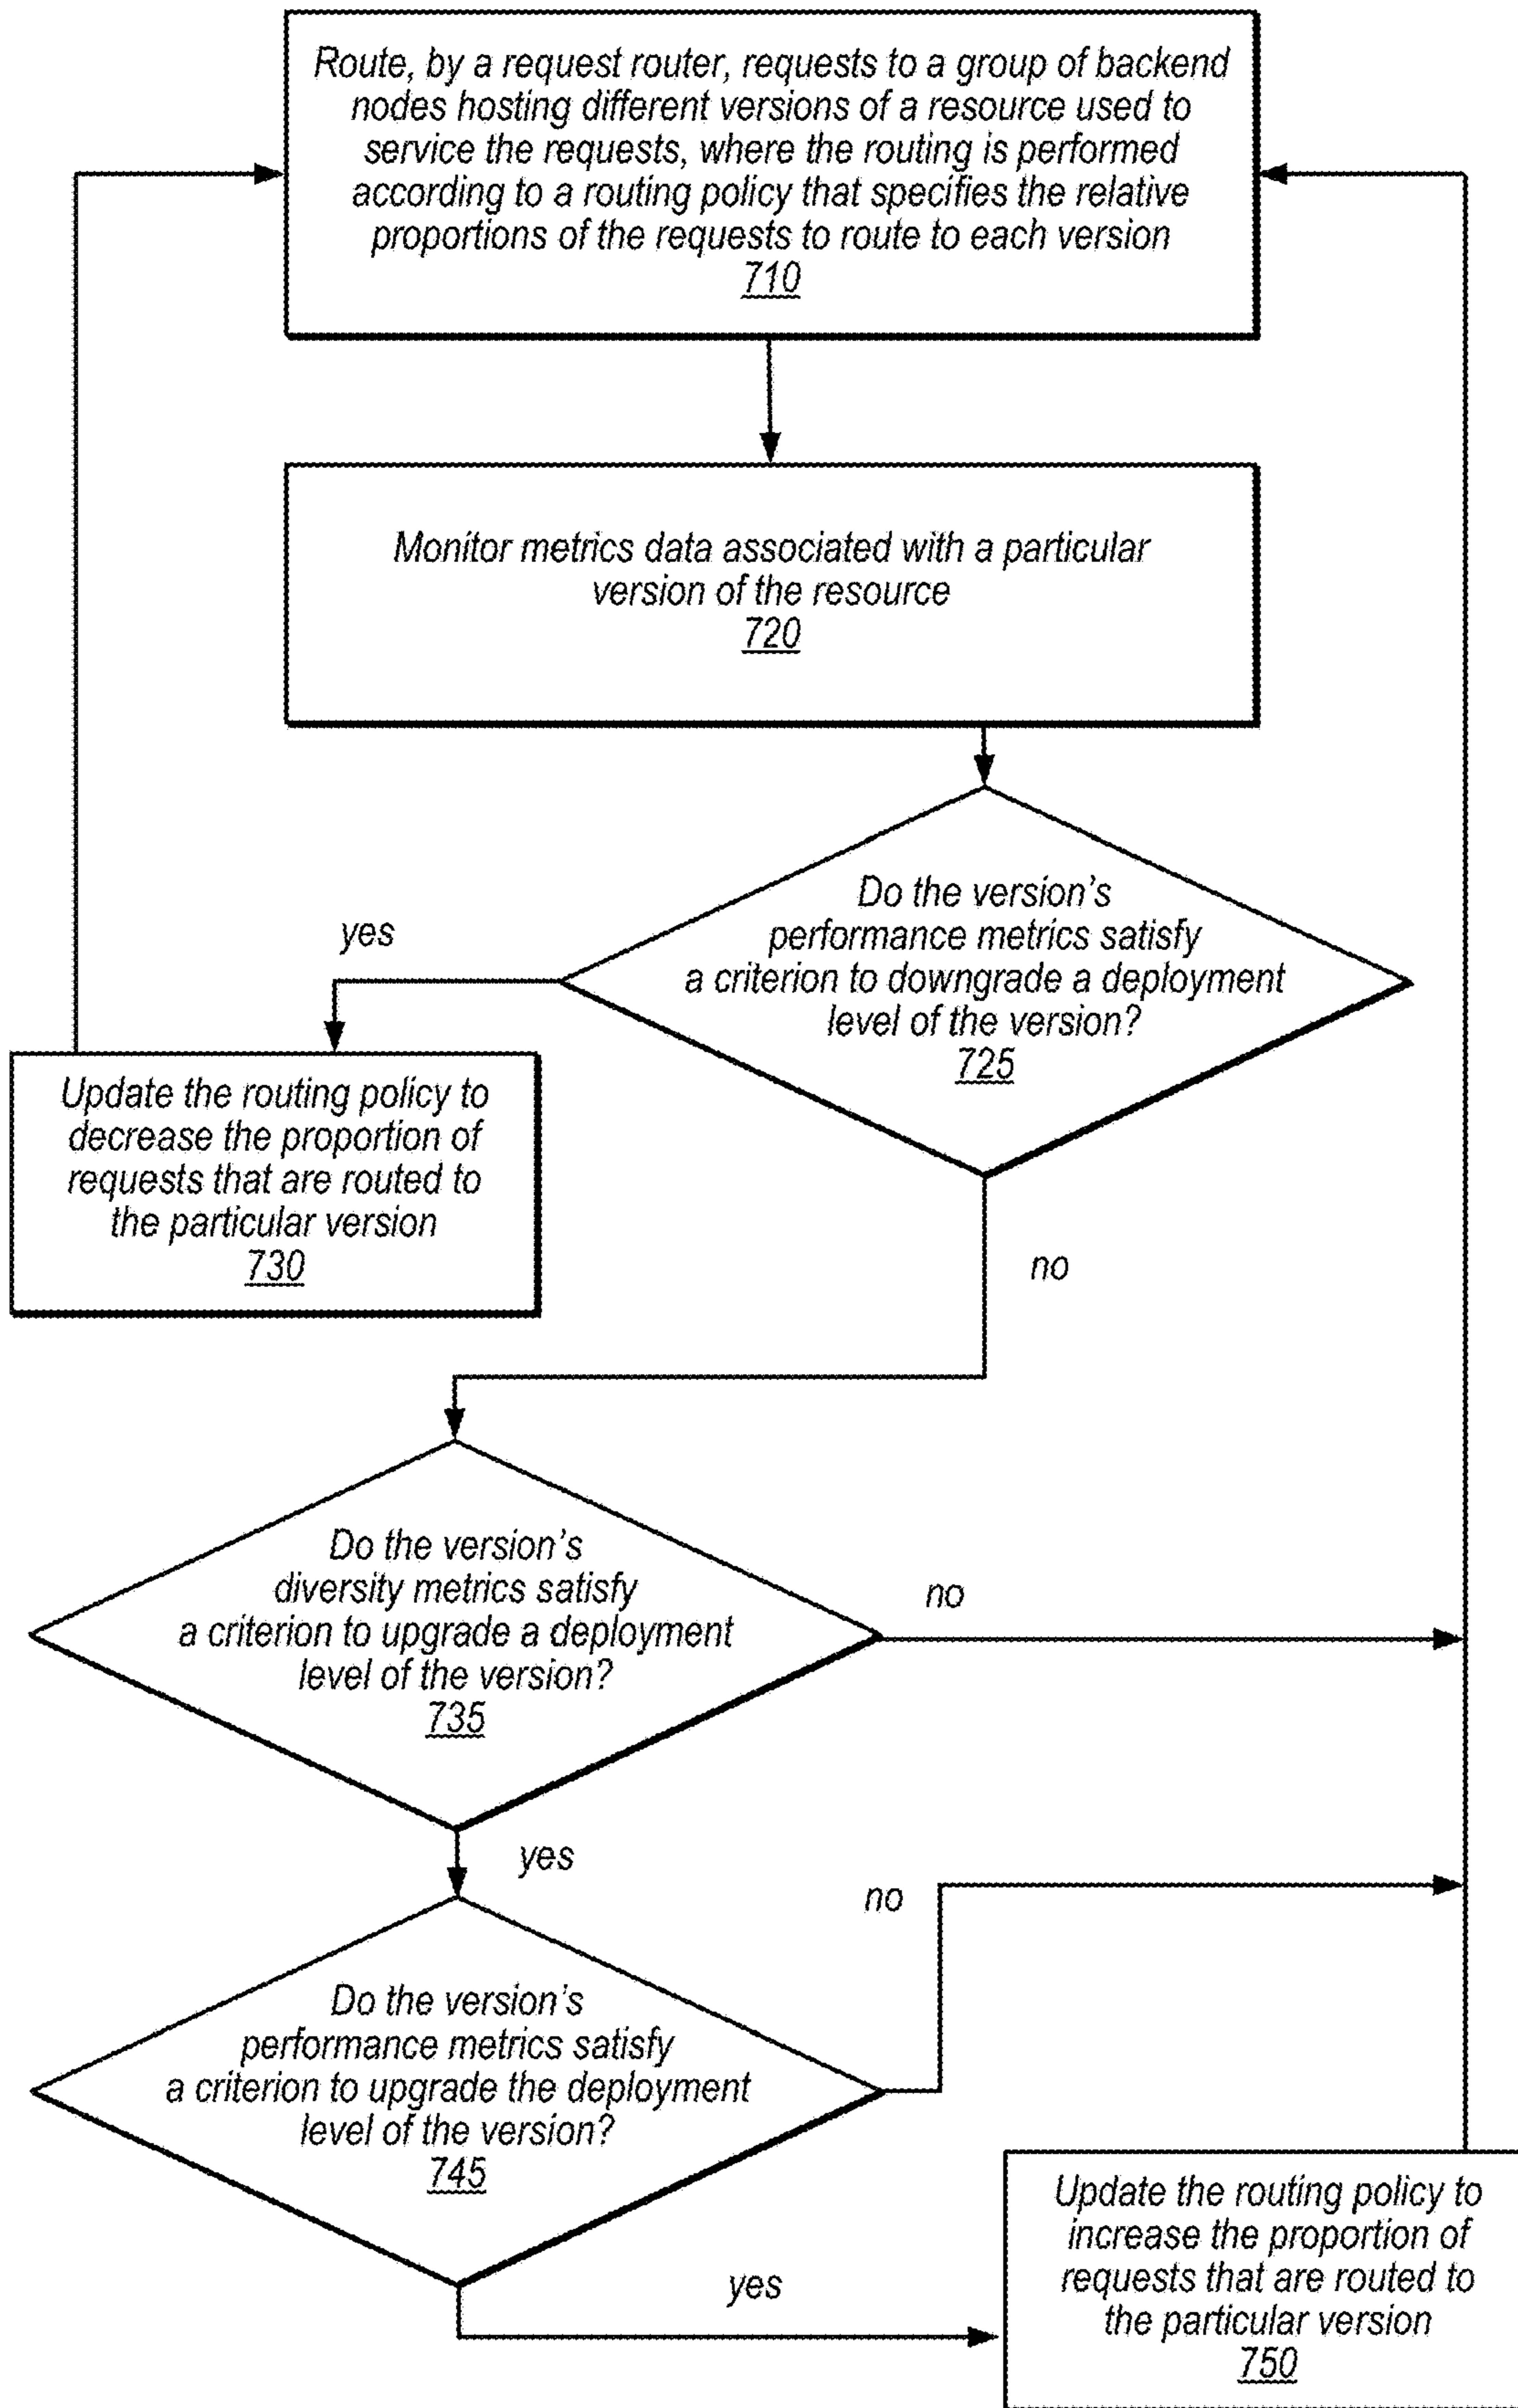 Route, by a request router, requests to a group of backend
nodes hosting different versions of a resource used to
service the requests, where the routing is performed
according to a routing policy that specifies the relative
proportions of the requests to route to each version
710
Monitor metrics data associated with a particular
version of the resource
720
Do the version's
performance metrics satisfy
a criterion to downgrade a deployment
level of the version?
725
yes
Update the routing policy to
decrease the proportion of
requests that are routed to
the particular version
730
no
Do the version's
diversity metrics satisfy
a criterion to upgrade a deployment
level of the version?
735
no
yes
no
Do the version's
performance metrics satisfy
a criterion to upgrade the deployment
level of the version?
745
yes
Update the routing policy to
increase the proportion of
requests that are routed to
the particular version
750